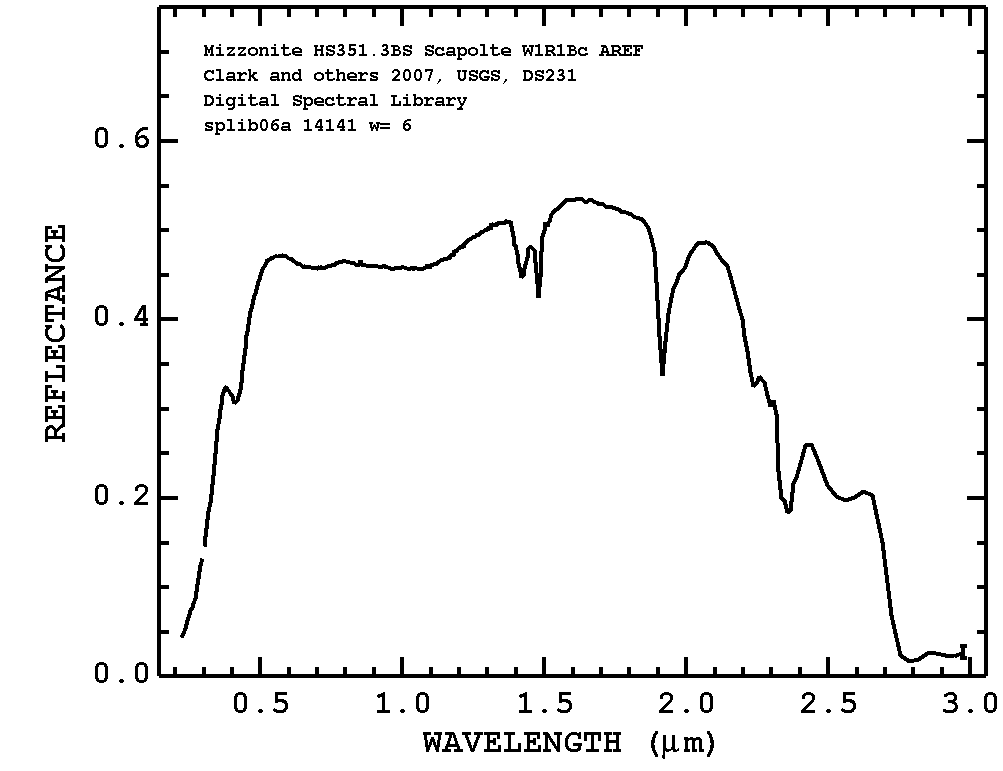 Mizzonite HS351.3BS Scapolte W1R1Bc AREF
Clark and others 2007, USGS, DS231
Digital Spectral Library
splib06a 14141 w= 6
REFLECTANCE
0.6
0.4
0.2
0.0
0.5 1.0 1.5 2.0 2.5 3.0
WAVELENGTH (μm)